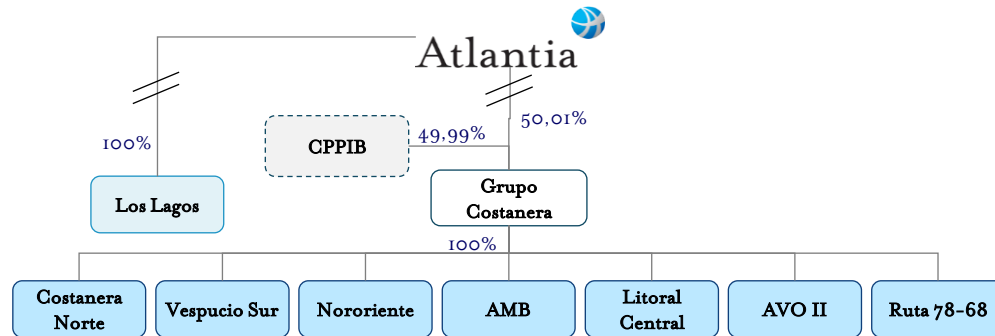 Atlantia
50,01%
49,99%
100%
CPPIB
Grupo
Costanera
Los Lagos
100%
Costanera
Norte
Vespucio Sur
Nororiente
AMB
Litoral
Central
AVO II
Ruta 78-68